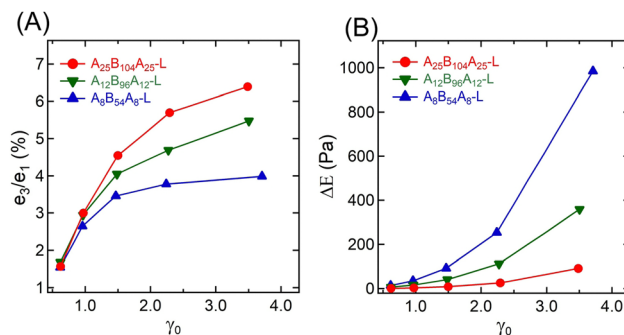 (A)
7
6
5
4
3
2
1
e₃/e₁ (%)
A₂₅B₁₀₄A₂₅-L
A₁₂B₉₆A₁₂-L
A₈B₅₄A₈-L
1.0 2.0 3.0 4.0
γ₀
(B)
1000
800
600
400
200
0
ΔE (Pa)
A₂₅B₁₀₄A₂₅-L
A₁₂B₉₆A₁₂-L
A₈B₅₄A₈-L
1.0 2.0 3.0 4.0
γ₀